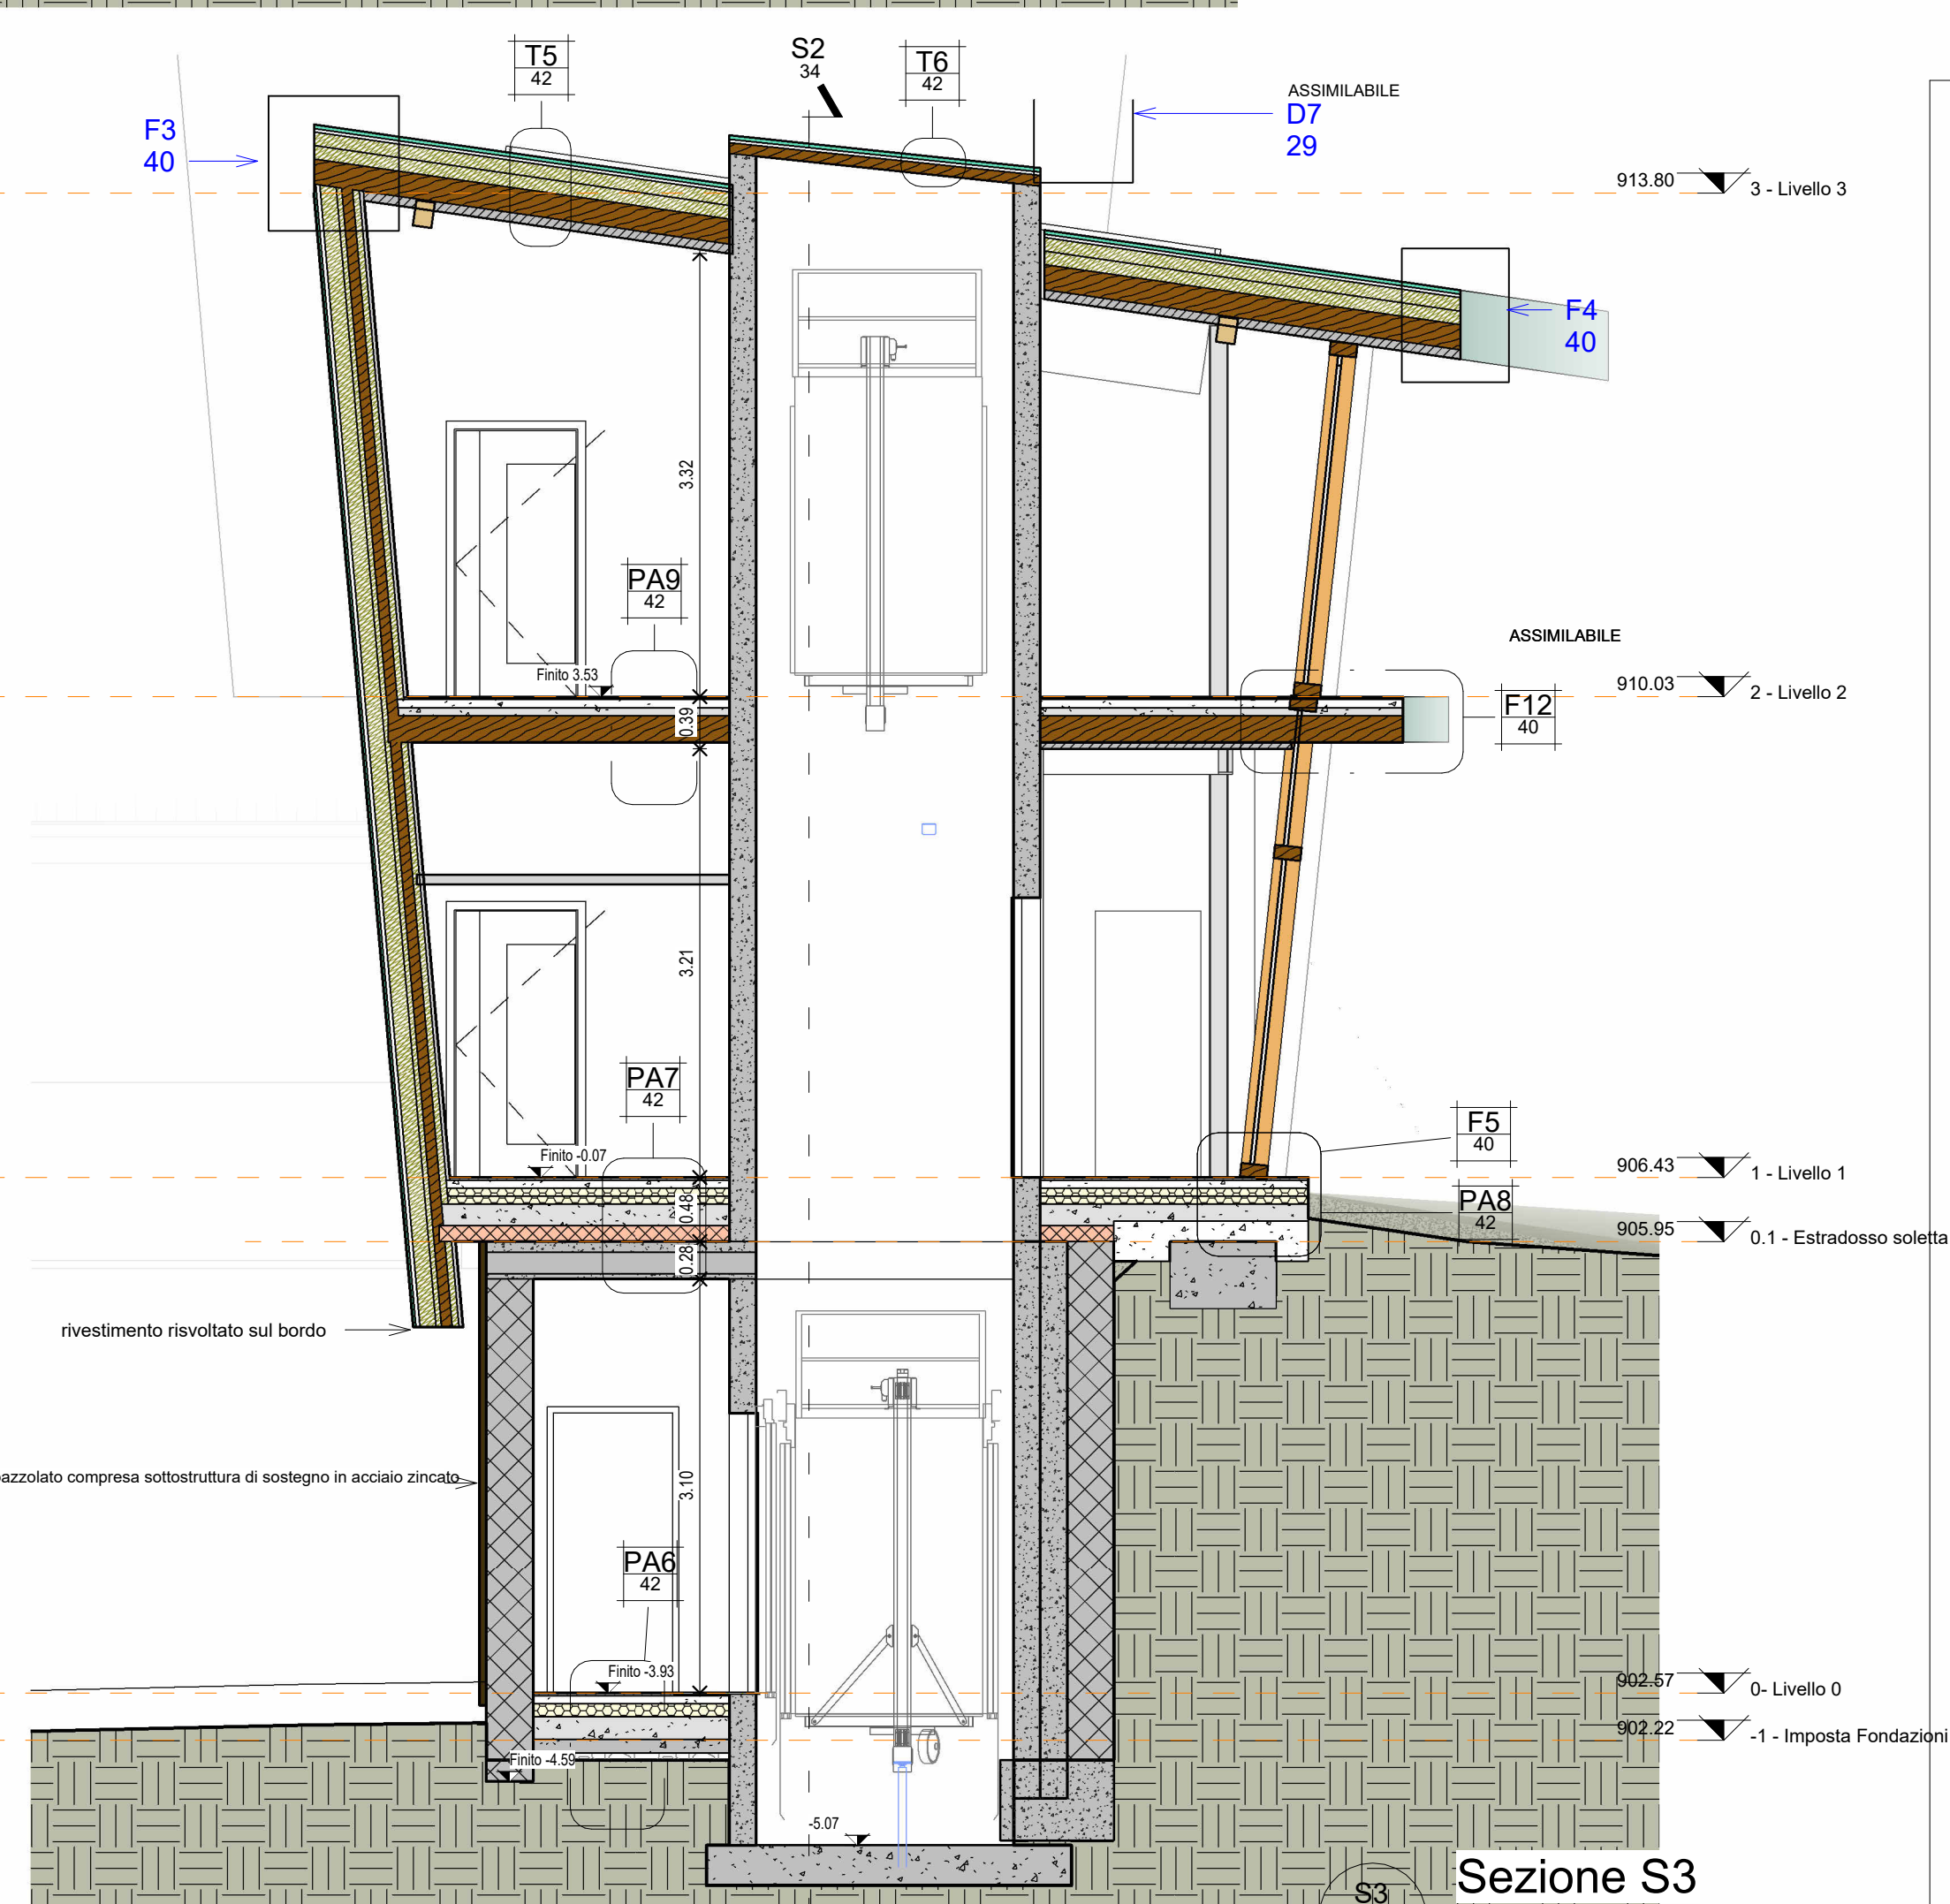 T5
42
S2
34
T6
42
ASSIMILABILE
D7
29
F3
40
913.80
3 - Livello 3
F4
40
3.32
PA9
42
ASSIMILABILE
Finito 3.53
910.03
2 - Livello 2
F12
40
0.39
3.21
PA7
42
F5
40
Finito -0.07
906.43
1 - Livello 1
0.48
PA8
42
905.95
0.1 - Estradosso soletta
0.28
rivestimento risvoltato sul bordo
compresa sottostruttura di sostegno in acciaio zincato
3.10
PA6
42
Finito -3.93
902.57
0- Livello 0
902.22
-1 - Imposta Fondazioni
Finito -4.59
-5.07
Sezione S3
S3